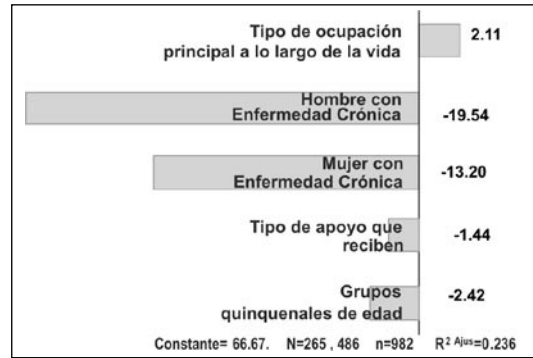 Tipo de ocupación
principal a lo largo de la vida
2.11
Hombre con
Enfermedad Crónica
-19.54
Mujer con
Enfermedad Crónica
-13.20
Tipo de apoyo que
reciben
-1.44
Grupos
quinquenales de edad
-2.42
Constante= 66.67. N=265 , 486 n=982 R² Ajus=0.236